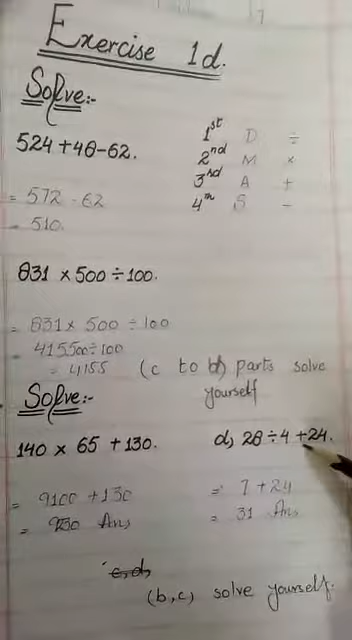 Exercise 1d.
Solve:-
524+48-62.
= 572-62
= 510.
1st D ÷
2nd M ×
3rd A +
4th S -
831 × 500 ÷ 100.
= 831 × 500 ÷ 100
= 415500÷100
= 4155
(c to d) parts solve
yourself
Solve:-
140 × 65 + 130.
= 9100 + 130
= 9230 Ans
d) 28 ÷ 4 + 24.
= 7 + 24
= 31 Ans
c, d,
(b,c) solve yourself.